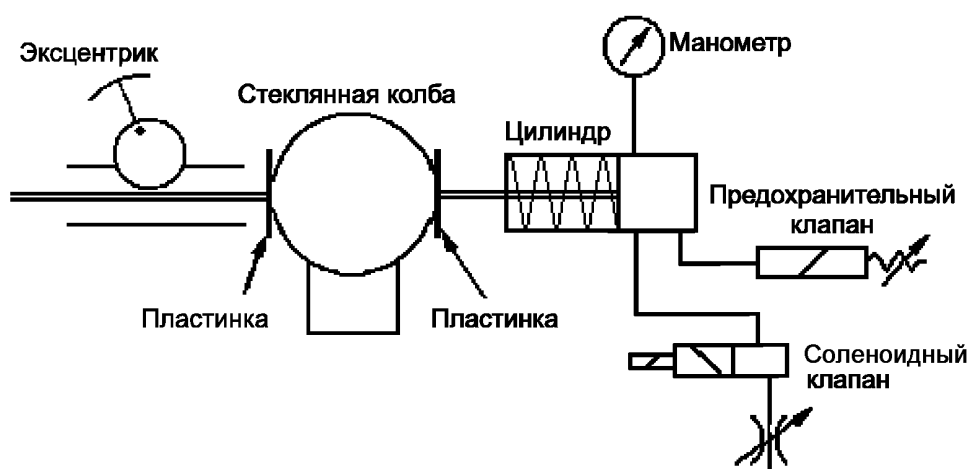 Эксцентрик
Стеклянная колба
Манометр
Цилиндр
Предохранительный
клапан
Пластинка
Пластинка
Соленоидный
клапан